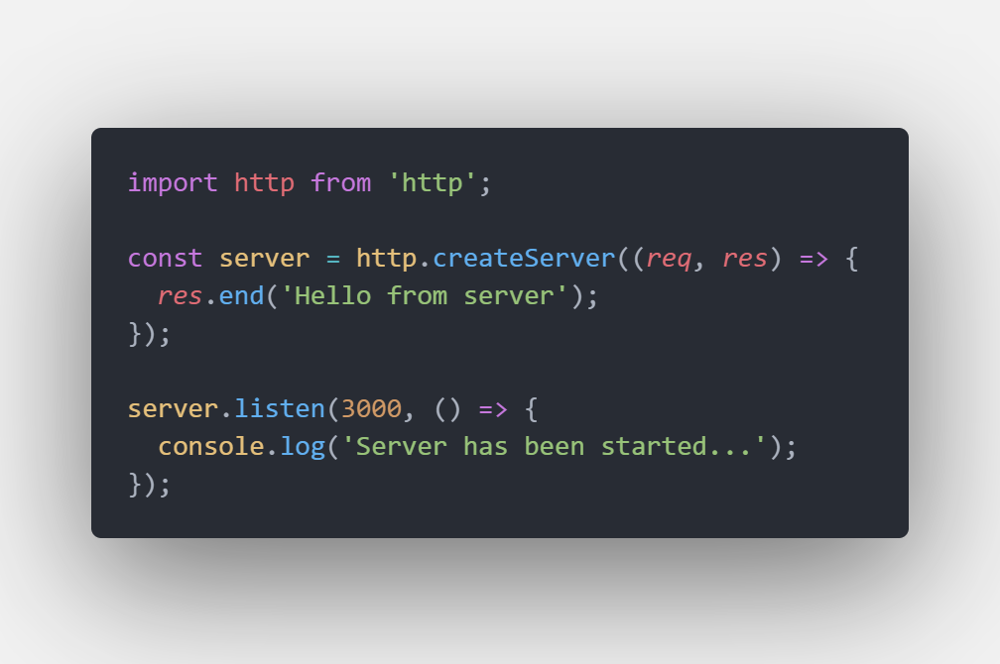 import http from 'http';

const server = http.createServer((req, res) => {
  res.end('Hello from server');
});

server.listen(3000, () => {
  console.log('Server has been started...');
});